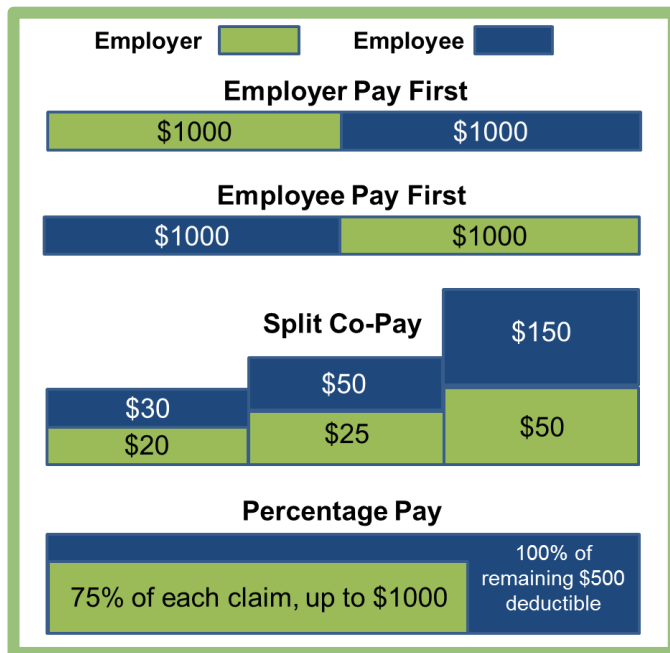 Employer Employee
Employer Pay First
$1000 $1000
Employee Pay First
$1000 $1000
Split Co-Pay
$150
$50
$30
$50
$25
$20
Percentage Pay
75% of each claim, up to $1000
100% of
remaining $500
deductible